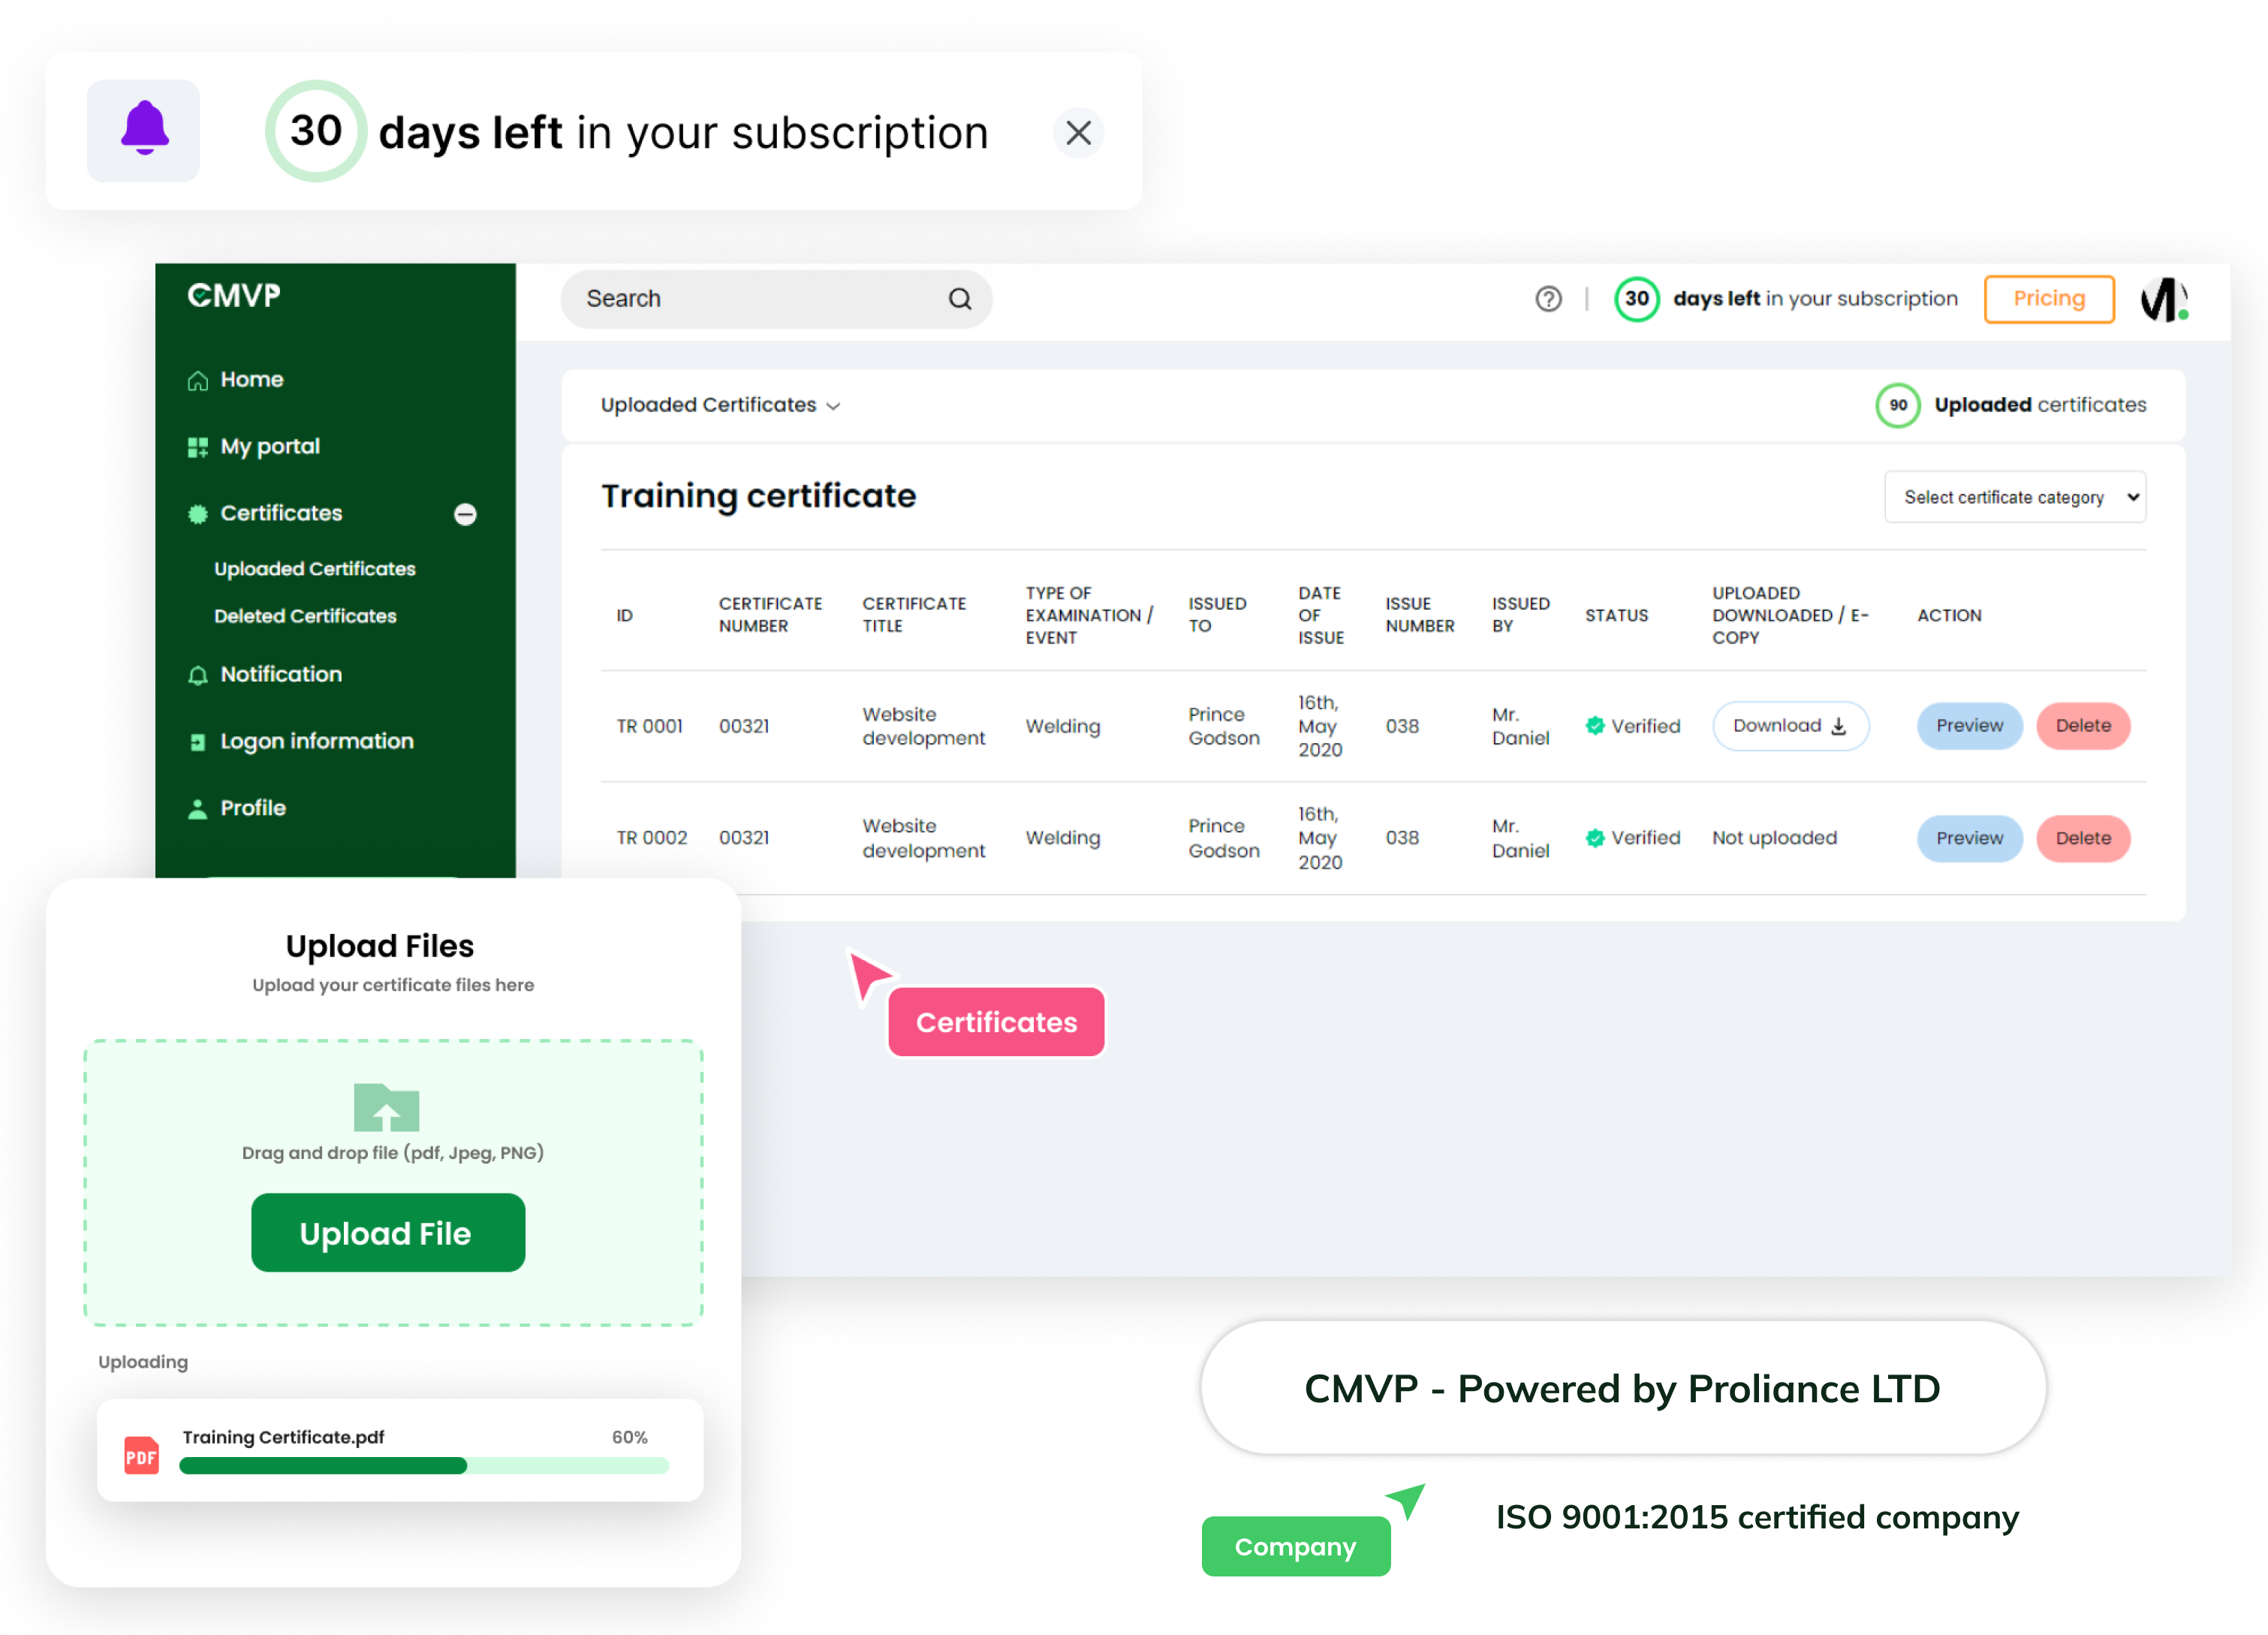 30 days left in your subscription
CMVP
Search
30 days left in your subscription
Pricing
Home
My portal
Certificates
Uploaded Certificates
Deleted Certificates
Notification
Logon information
Profile
Uploaded Certificates
90 Uploaded certificates
Training certificate
Select certificate category
ID
CERTIFICATE
NUMBER
CERTIFICATE
TITLE
TYPE OF
EXAMINATION /
EVENT
ISSUED
TO
DATE
OF
ISSUE
ISSUE
NUMBER
ISSUED
BY
STATUS
UPLOADED
DOWNLOADED / E-
COPY
ACTION
TR 0001
00321
Website
development
Welding
Prince
Godson
16th,
May
2020
038
Mr.
Daniel
Verified
Download
Preview
Delete
TR 0002
00321
Website
development
Welding
Prince
Godson
16th,
May
2020
038
Mr.
Daniel
Verified
Not uploaded
Preview
Delete
Certificates
Upload Files
Upload your certificate files here
Drag and drop file (pdf, Jpeg, PNG)
Upload File
Uploading
PDF
Training Certificate.pdf
60%
CMVP - Powered by Proliance LTD
Company
ISO 9001:2015 certified company